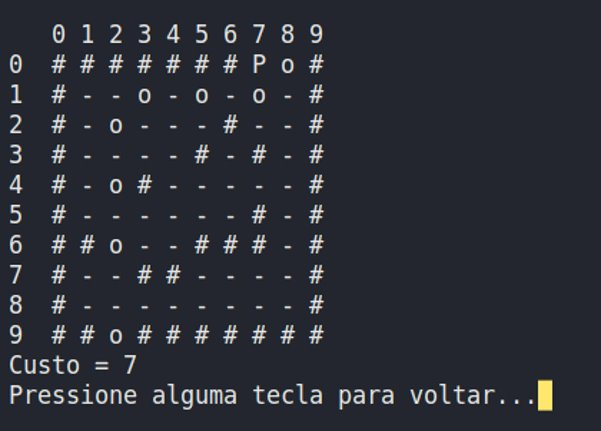 0 1 2 3 4 5 6 7 8 9
0 # # # # # # # P o #
1 # - - o - o - o - #
2 # - o - - - # - - #
3 # - - - - # - # - #
4 # - o # - - - - - #
5 # - - - - - - # - #
6 # # o - - # # # - #
7 # - - # # - - - - #
8 # - - - - - - - - #
9 # # o # # # # # # #
Custo = 7
Pressione alguma tecla para voltar...